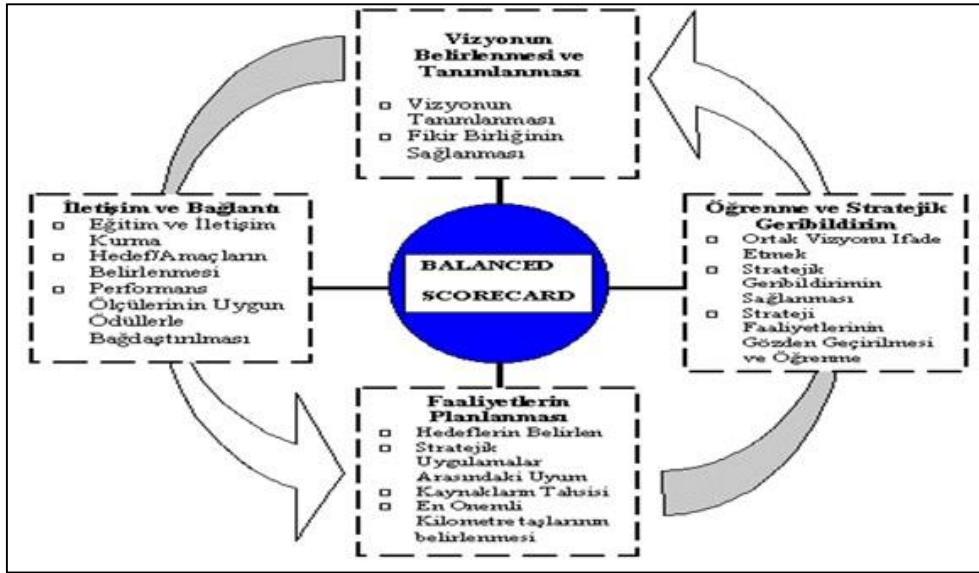 Vizyonun
Belirlenmesi ve
Tanımlanması
Vizyonun
Tanımlanması
Fikir Birliğinin
Sağlanması
İletişim ve Bağlantı
Eğitim ve İletişim
Kurma
Hedef/Amaçların
Belirlenmesi
Performans
Ölçülerinin Uygun
Ödüllerle
Bağdaştırılması
BALANCED
SCORECARD
Öğrenme ve Stratejik
Geribildirim
Ortak Vizyonu Ifade
Etmek
Stratejik
Geribildirimin
Sağlanması
Strateji
Faaliyetlerinin
Gözden Geçirilmesi
ve Öğrenme
Faaliyetlerin
Planlanması
Hedeflerin Belirlen
Stratejik
Uygulamalar
Arasındaki Uyum
Kaynakların Tahsisi
En Onemli
Kilometre taşlarının
belirlenmesi